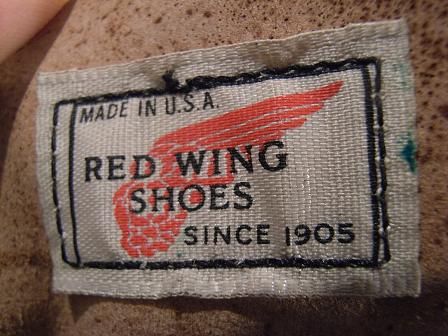 MADE IN U.S.A.
RED WING
SHOES
SINCE 1905